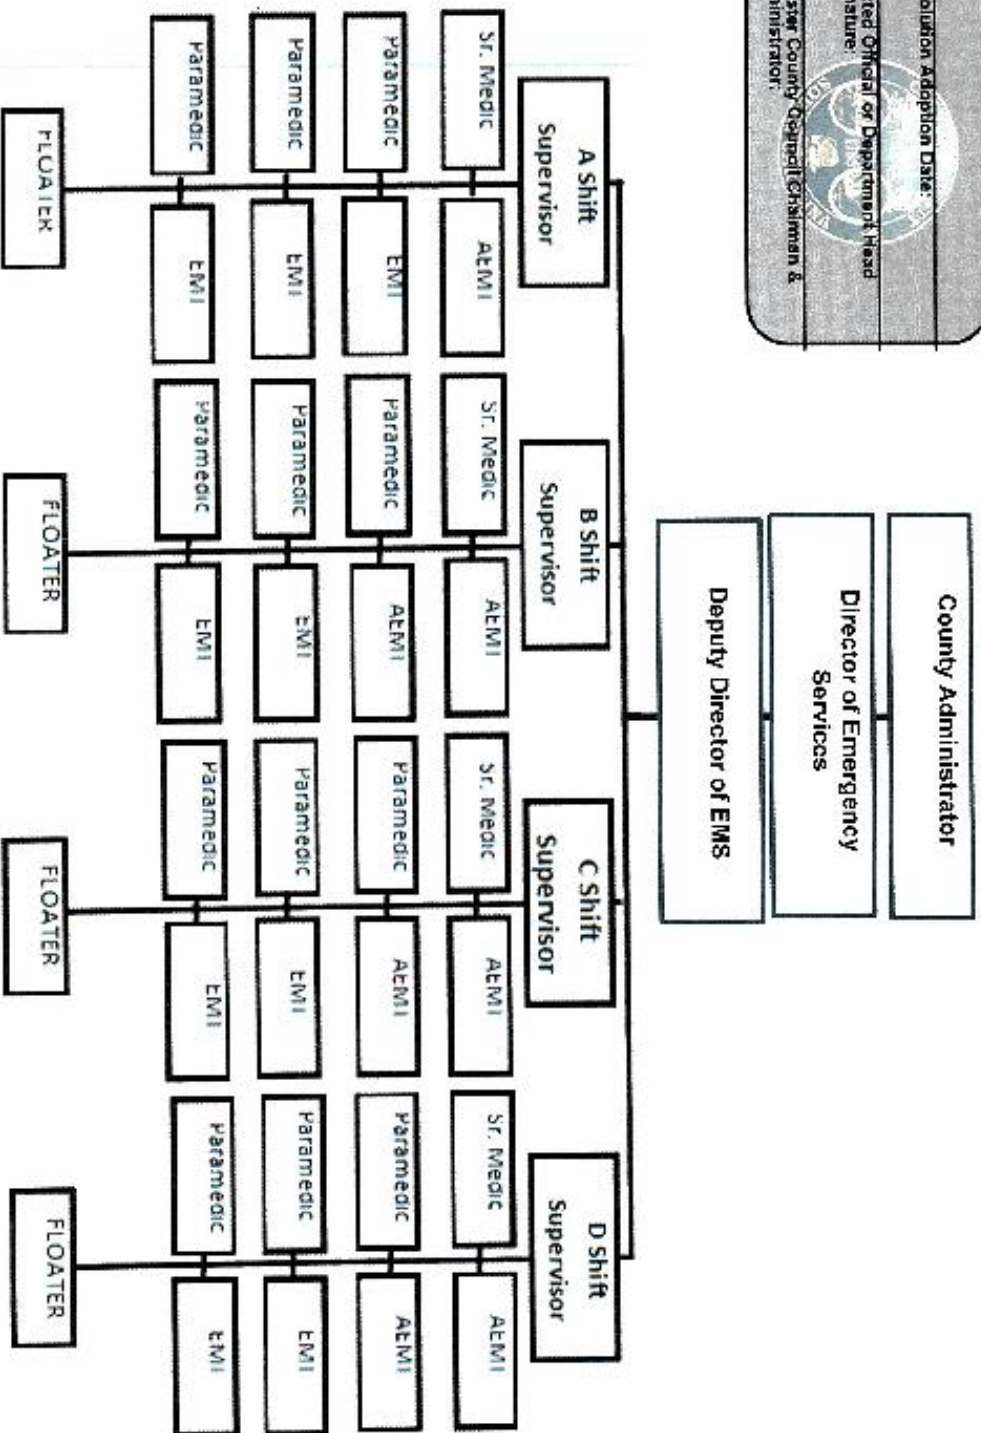 olution Adoption Date:
ted Official or Department Head
nature:
ster County Council Chairman &
ministrator:
County Administrator
Director of Emergency
Services
Deputy Director of EMS
A Shift
Supervisor
B Shift
Supervisor
C Shift
Supervisor
D Shift
Supervisor
Sr. Medic AEMT Sr. Medic AEMT Sr. Medic AEMT Sr. Medic AEMT
Paramedic EMT Paramedic AEMT Paramedic AEMT Paramedic AEMT
Paramedic EMT Paramedic EMT Paramedic EMT Paramedic EMT
Paramedic EMT Paramedic EMT Paramedic EMT Paramedic EMT
FLOATER FLOATER FLOATER FLOATER